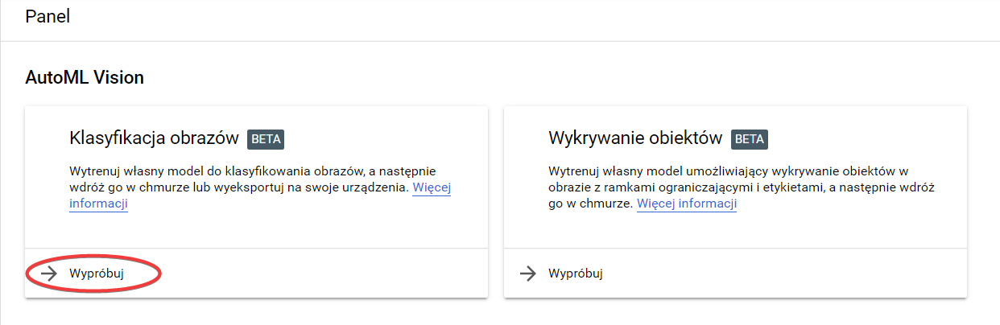 Panel
AutoML Vision
Klasyfikacja obrazów BETA
Wytrenuj własny model do klasyfikowania obrazów, a następnie
wdróż go w chmurze lub wyeksportuj na swoje urządzenia. Więcej
informacji
Wypróbuj
Wykrywanie obiektów BETA
Wytrenuj własny model umożliwiający wykrywanie obiektów w
obrazie z ramkami ograniczającymi i etykietami, a następnie wdróż
go w chmurze. Więcej informacji
Wypróbuj